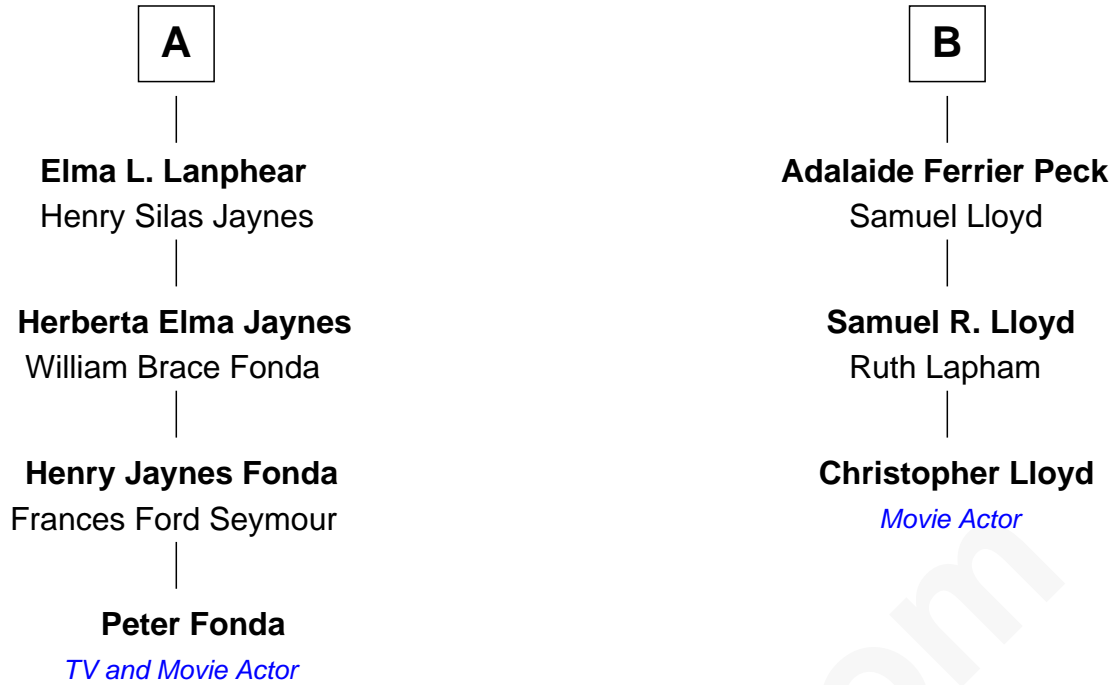 A
Elma L. Lanphear
Henry Silas Jaynes
Herberta Elma Jaynes
William Brace Fonda
Henry Jaynes Fonda
Frances Ford Seymour
Peter Fonda
TV and Movie Actor
B
Adalaide Ferrier Peck
Samuel Lloyd
Samuel R. Lloyd
Ruth Lapham
Christopher Lloyd
Movie Actor
om